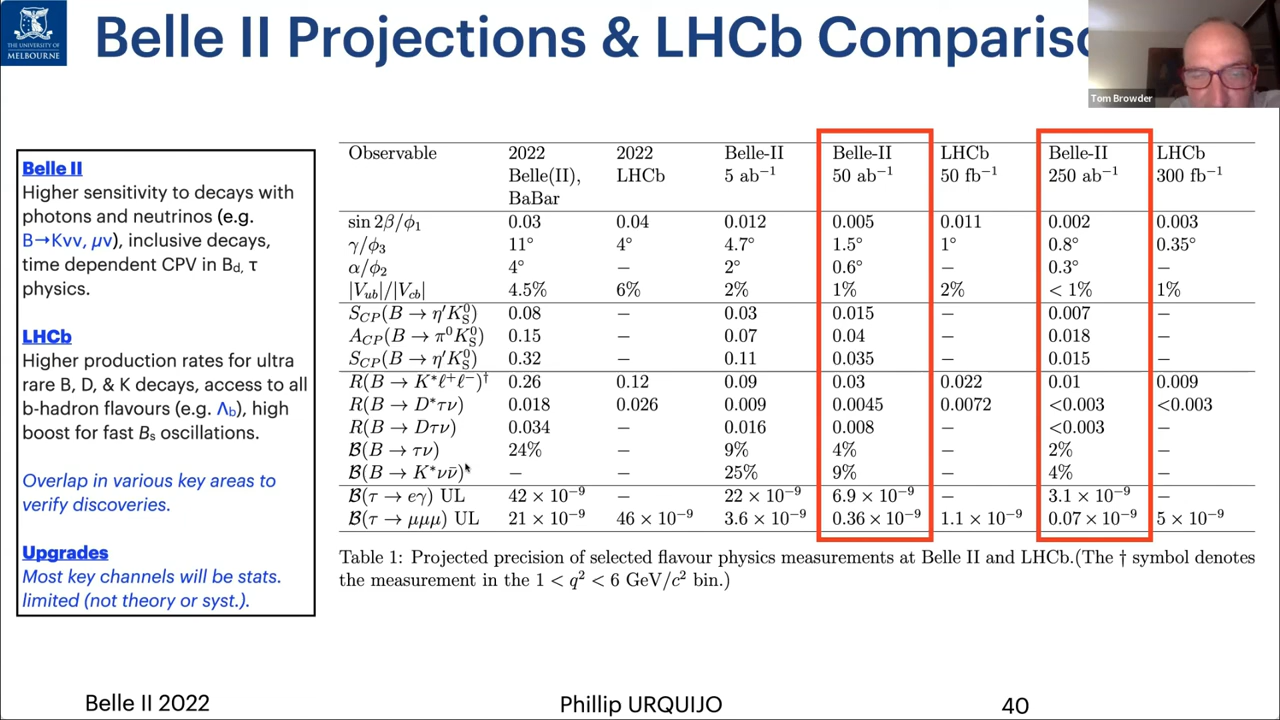 THE UNIVERSITY OF
MELBOURNE
Belle II Projections & LHCb Comparis
Tom Browder
Belle II
Higher sensitivity to decays with
photons and neutrinos (e.g.
B→Kνν, μν), inclusive decays,
time dependent CPV in Bd, τ
physics.
LHCb
Higher production rates for ultra
rare B, D, & K decays, access to all
b-hadron flavours (e.g. Λb), high
boost for fast Bs oscillations.
Overlap in various key areas to
verify discoveries.
Upgrades
Most key channels will be stats.
limited (not theory or syst.).
Observable 2022 2022 Belle-II Belle-II LHCb Belle-II LHCb
Belle(II), LHCb 5 ab⁻¹ 50 ab⁻¹ 50 fb⁻¹ 250 ab⁻¹ 300 fb⁻¹
BaBar
sin 2β/ϕ₁ 0.03 0.04 0.012 0.005 0.011 0.002 0.003
γ/ϕ₃ 11° 4° 4.7° 1.5° 1° 0.8° 0.35°
α/ϕ₂ 4° – 2° 0.6° – 0.3° –
|Vub|/|Vcb| 4.5% 6% 2% 1% 2% < 1% 1%
SCP(B → η′K⁰S) 0.08 – 0.03 0.015 – 0.007 –
ACP(B → π⁰K⁰S) 0.15 – 0.07 0.04 – 0.018 –
SCP(B → η′K⁰S) 0.32 – 0.11 0.035 – 0.015 –
R(B → K*ℓ⁺ℓ⁻)† 0.26 0.12 0.09 0.03 0.022 0.01 0.009
R(B → D*τν) 0.018 0.026 0.009 0.0045 0.0072 <0.003 <0.003
R(B → Dτν) 0.034 – 0.016 0.008 – <0.003 –
B(B → τν) 24% – 9% 4% – 2% –
B(B → K*νν̄) – – 25% 9% – 4% –
B(τ → eγ) UL 42 × 10⁻⁹ – 22 × 10⁻⁹ 6.9 × 10⁻⁹ – 3.1 × 10⁻⁹ –
B(τ → μμμ) UL 21 × 10⁻⁹ 46 × 10⁻⁹ 3.6 × 10⁻⁹ 0.36 × 10⁻⁹ 1.1 × 10⁻⁹ 0.07 × 10⁻⁹ 5 × 10⁻⁹
Table 1: Projected precision of selected flavour physics measurements at Belle II and LHCb.(The † symbol denotes
the measurement in the 1 < q² < 6 GeV/c² bin.)
Belle II 2022
Phillip URQUIJO
40